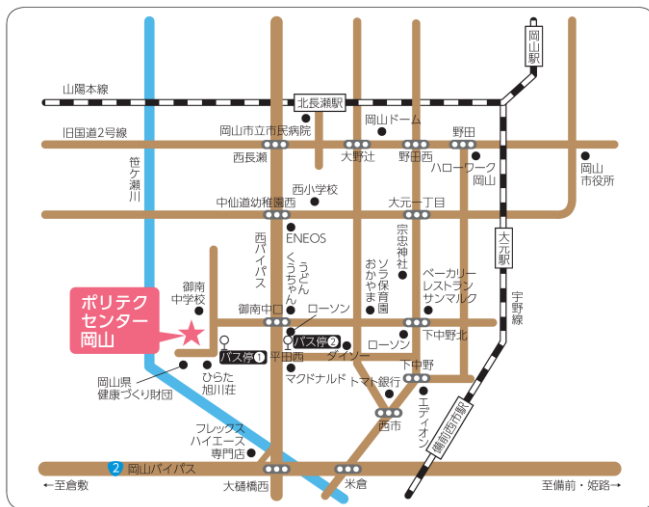 岡山駅
山陽本線
北長瀬駅
岡山市立市民病院
岡山ドーム
旧国道2号線
野田
西長瀬
大野辻
野田西
ハローワーク
岡山
岡山
市役所
笹ケ瀬川
西小学校
中仙道幼稚園西
大元一丁目
ENEOS
西バイパス
うどん
くうちゃん
宗忠神社
大元駅
御南
中学校
ソラ保育園
おかやま
ベーカリー
レストラン
サンマルク
宇野線
ポリテク
センター
岡山
御南中口
ローソン
下中野北
バス停1
平田西
バス停2
ダイソー
ローソン
下中野
岡山県
健康づくり財団
ひらた
旭川荘
マクドナルド
トマト銀行
エディオン
備前西市駅
西市
フレックス
ハイエース
専門店
2 岡山バイパス
大樋橋西
米倉
←至倉敷
至備前・姫路→